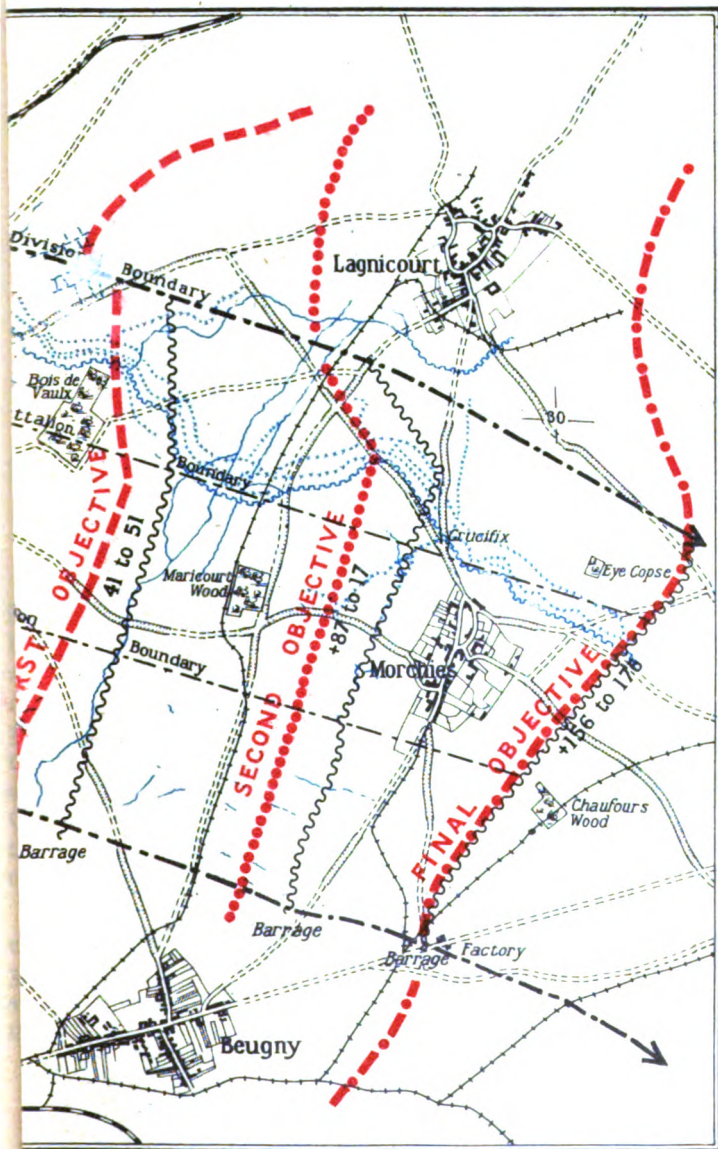 Divisio
Boundary
Lagnicourt
Bois de
Vaulx
ttalion
Boundary
30
RST OBJECTIVE
41 to 51
Crucifix
Eye Copse
Maricourt
Wood
SECOND OBJECTIVE
+87 to 17
Boundary
Morchies
FINAL OBJECTIVE
+156 to 178
Chaufours
Wood
Barrage
Barrage
Barrage
Factory
Beugny